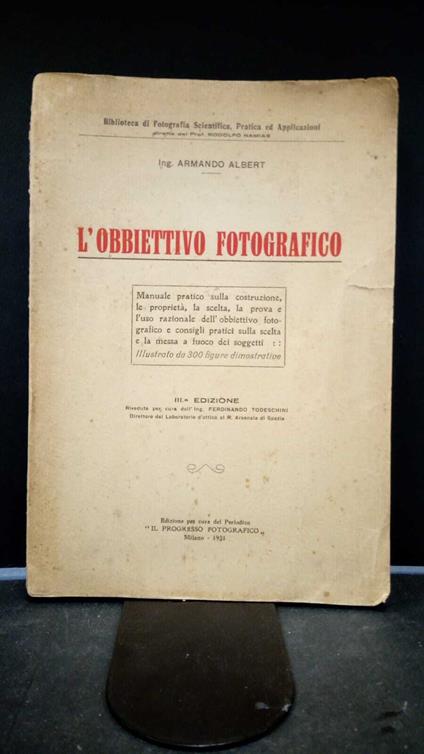 Biblioteca di Fotografia Scientifica, Pratica ed Applicazioni
diretta dal Prof. RODOLFO NAMIAS
Ing. ARMANDO ALBERT
L'OBBIETTIVO FOTOGRAFICO
Manuale pratico sulla costruzione,
le proprietà, la scelta, la prova e
l'uso razionale dell'obbiettivo foto-
grafico e consigli pratici sulla scelta
e la messa a fuoco dei soggetti : :
Illustrato da 300 figure dimostrative
III.a EDIZIONE
Riveduta per cura dell'Ing. FERDINANDO TODESCHINI
Direttore del Laboratorio d'ottica al R. Arsenale di Spezia
Edizione per cura del Periodico
"IL PROGRESSO FOTOGRAFICO"
Milano - 1921